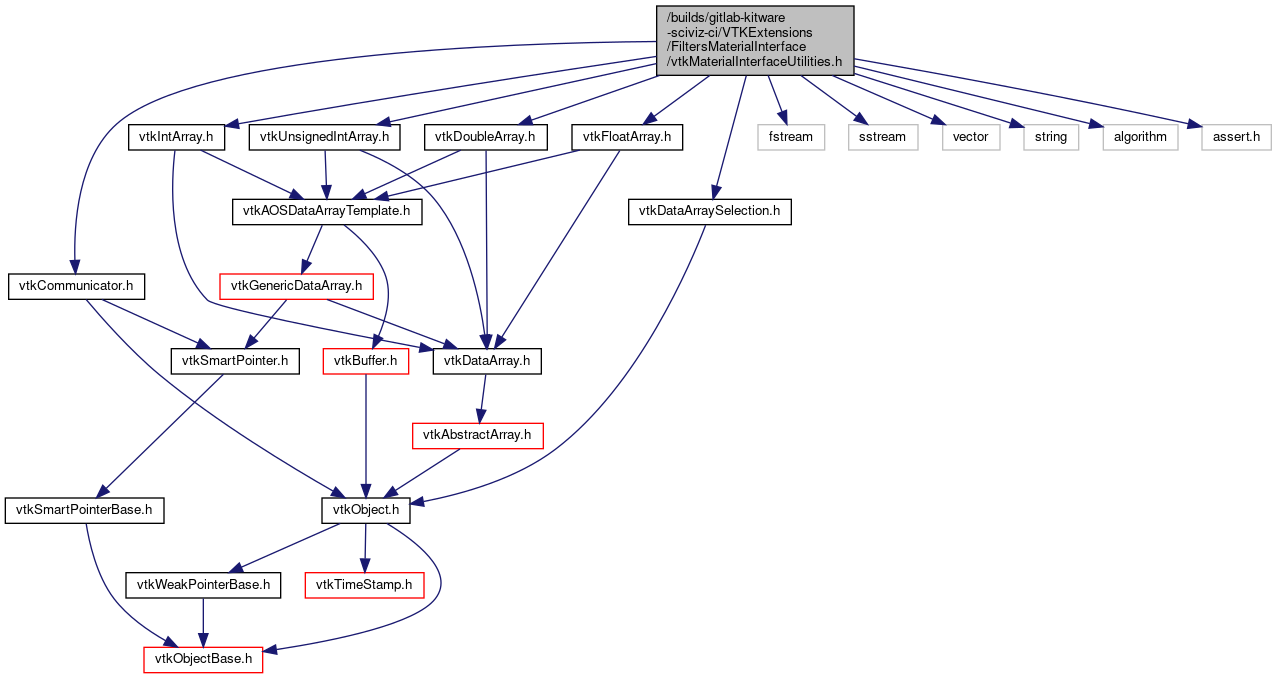 /builds/gitlab-kitware
-sciviz-ci/VTKExtensions
/FiltersMaterialInterface
/vtkMaterialInterfaceUtilities.h
vtkIntArray.h
vtkUnsignedIntArray.h
vtkDoubleArray.h
vtkFloatArray.h
fstream
sstream
vector
string
algorithm
assert.h
vtkAOSDataArrayTemplate.h
vtkDataArraySelection.h
vtkCommunicator.h
vtkGenericDataArray.h
vtkSmartPointer.h
vtkBuffer.h
vtkDataArray.h
vtkAbstractArray.h
vtkSmartPointerBase.h
vtkObject.h
vtkWeakPointerBase.h
vtkTimeStamp.h
vtkObjectBase.h